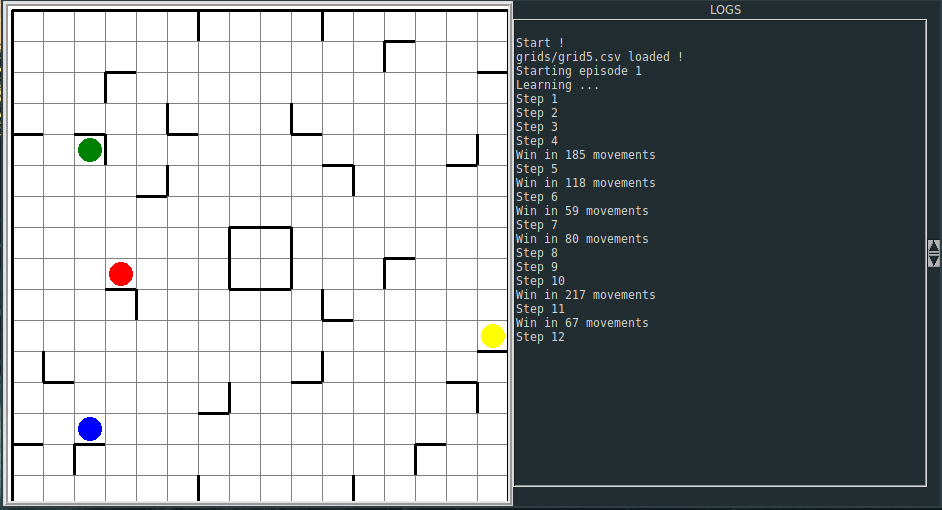 LOGS
Start !
grids/grid5.csv loaded !
Starting episode 1
Learning ...
Step 1
Step 2
Step 3
Step 4
Win in 185 movements
Step 5
Win in 118 movements
Step 6
Win in 59 movements
Step 7
Win in 80 movements
Step 8
Step 9
Step 10
Win in 217 movements
Step 11
Win in 67 movements
Step 12